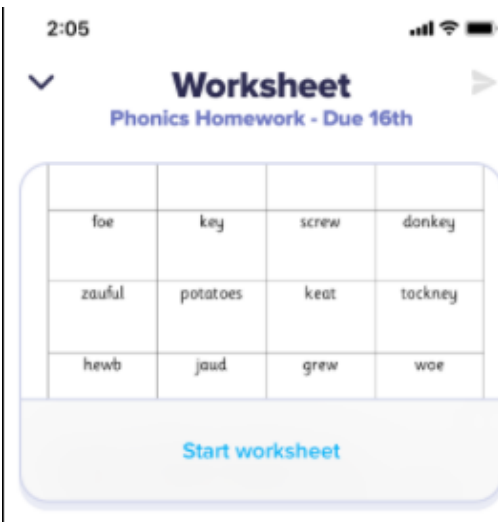 2:05
Worksheet
Phonics Homework - Due 16th
foe key screw donkey
zauful potatoes keat tockney
hewb jaud grew woe
Start worksheet